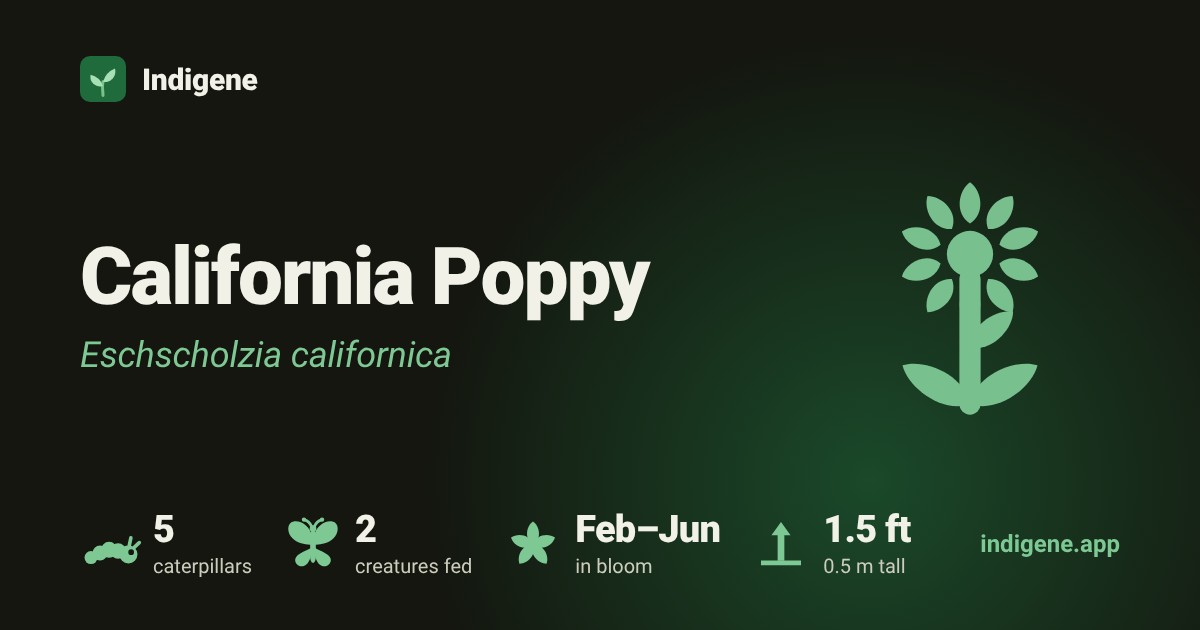 Indigene
California Poppy
Eschscholzia californica
5
caterpillars
2
creatures fed
Feb–Jun
in bloom
1.5 ft
0.5 m tall
indigene.app